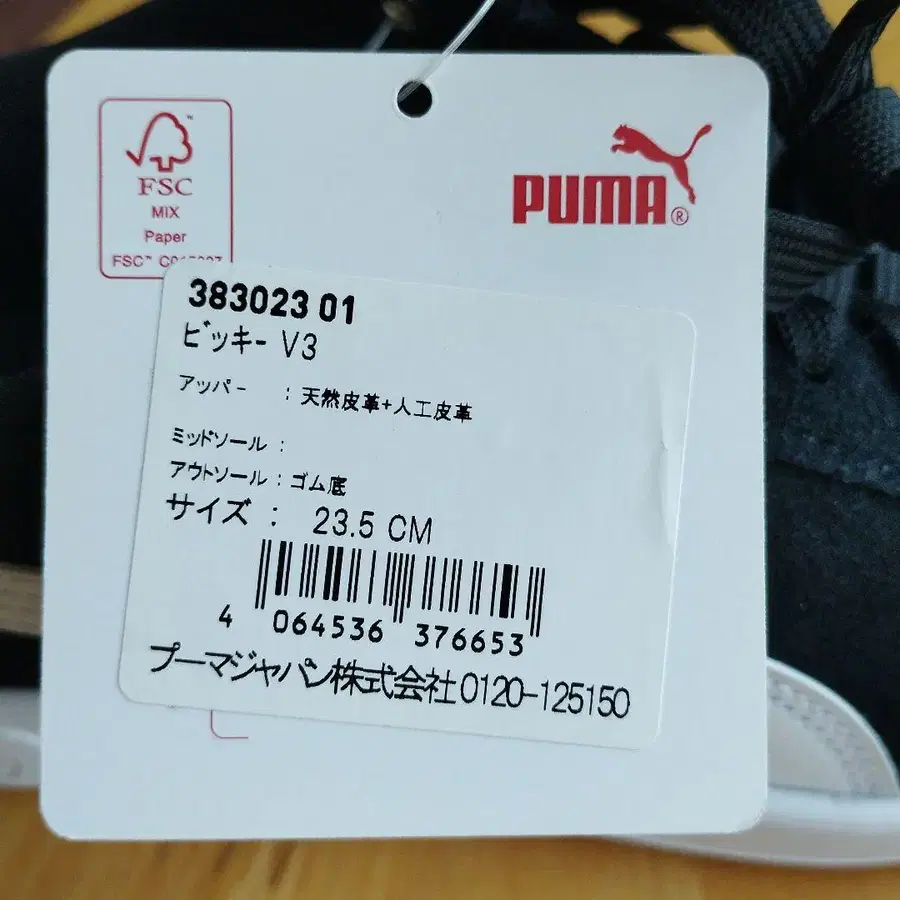 FSC
MIX
Paper
FSC™
PUMA®
383023 01
ビッキー V3
アッパー : 天然皮革+人工皮革
ミッドソール :
アウトソール : ゴム底
サイズ : 23.5 CM
4 064536 376653
プーマジャパン株式会社 0120-125150